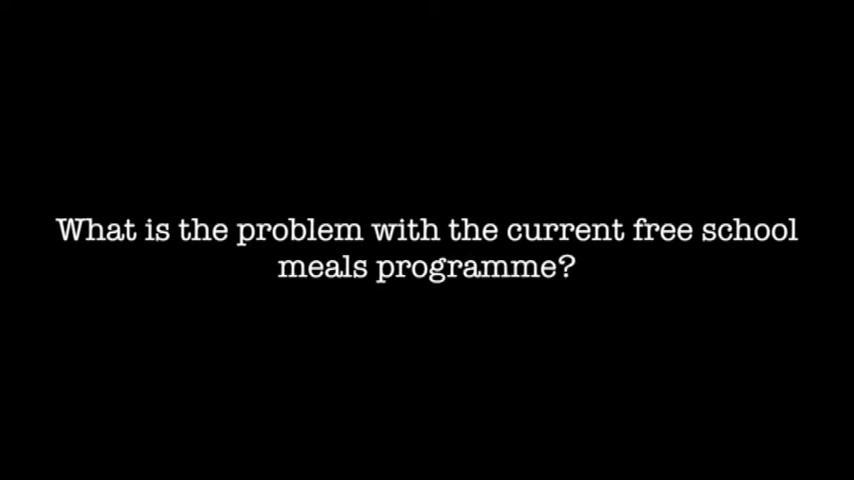 What is the problem with the current free school
meals programme?